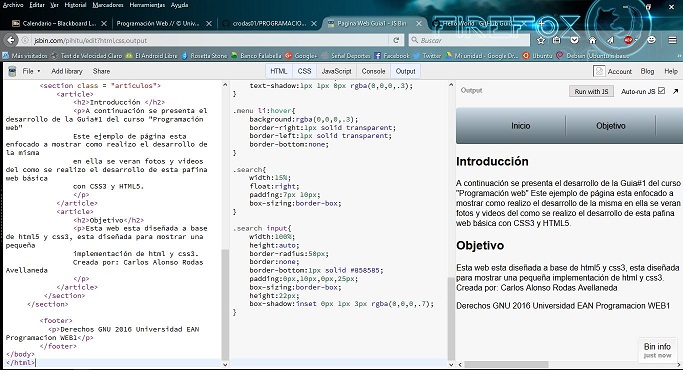 Archivo Editar Ver Historial Marcadores Herramientas Ayuda
Calendario – Blackboard L...
Programación Web // © Univ...
crodas01/PROGRAMACIO...
Pagina Web Guia1 - JS Bin
Hello World · GitHub Guid...
FIREFOX
jsbin.com/pihitu/edit?html,css,output
Buscar
Más visitados
Test de Velocidad Claro
El Android Libre
Rosetta Stone
Banco Falabella
Google+
Señal Deportes
Facebook
Twitter
Mi unidad - Google Dr...
Ubuntu
Debian
File
Add library
Share
HTML
CSS
JavaScript
Console
Output
Account
Blog
Help
<section class = "articulos">
<article>
<h2>Introducción </h2>
<p>A continuación se presenta el
desarrollo de la Guia#1 del curso "Programación
web"
Este ejemplo de página esta
enfocado a mostrar como realizo el desarrollo de
la misma
en ella se veran fotos y videos
del como se realizo el desarrollo de esta pafina
web básica
con CSS3 y HTML5.
</p>
</article>
<article>
<h2>Objetivo</h2>
<p>Esta web esta diseñada a base
de html5 y css3, esta diseñada para mostrar una
pequeña
implementación de html y css3.
Creada por: Carlos Alonso Rodas
Avellaneda
</p>
</article>
</section>
</section>
<footer>
<p>Derechos GNU 2016 Universidad EAN
Programacion WEB1</p>
</footer>
</body>
</html>
text-shadow:1px 1px 0px rgba(0,0,0,.3);
}
.menu li:hover{
background:rgba(0,0,0,.3);
border-right:1px solid transparent;
border-left:1px solid transparent;
border-bottom:none;
}
.search{
width:15%;
float:right;
padding:7px 10px;
box-sizing:border-box;
}
.search input{
width:100%;
height:auto;
border-radius:50px;
border:none;
border-bottom:1px solid #858585;
padding:0px,10px,0px,25px;
box-sizing:border-box;
height:22px;
box-shadow:inset 0px 1px 3px rgba(0,0,0,.7);
}
Output
Run with JS
Auto-run JS
Inicio
Objetivo
Introducción
A continuación se presenta el desarrollo de la Guia#1 del curso
"Programación web" Este ejemplo de página esta enfocado a
mostrar como realizo el desarrollo de la misma en ella se veran
fotos y videos del como se realizo el desarrollo de esta pafina
web básica con CSS3 y HTML5.
Objetivo
Esta web esta diseñada a base de html5 y css3, esta diseñada
para mostrar una pequeña implementación de html y css3.
Creada por: Carlos Alonso Rodas Avellaneda
Derechos GNU 2016 Universidad EAN Programacion WEB1
Bin info
just now